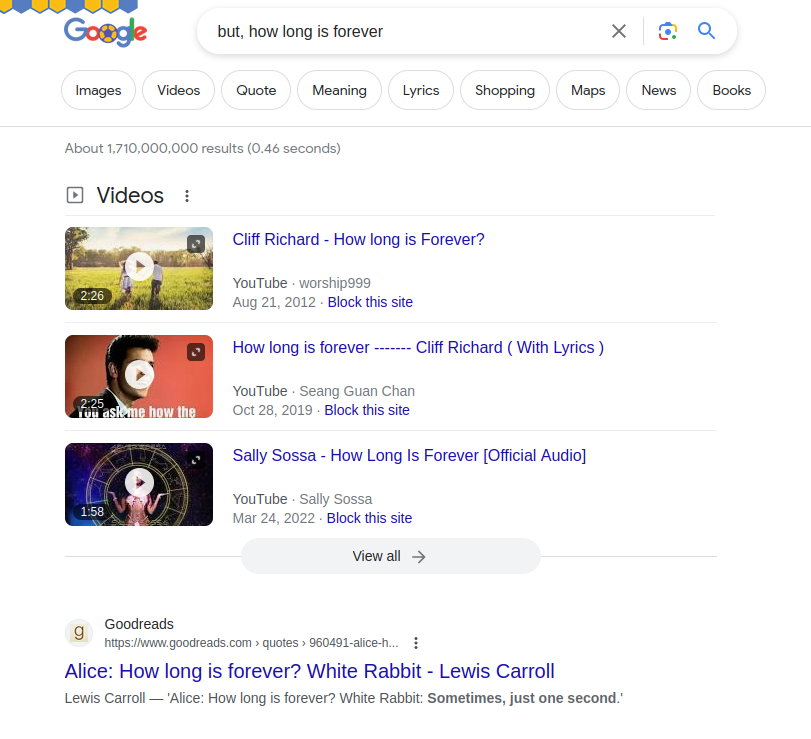 Google
but, how long is forever
Images Videos Quote Meaning Lyrics Shopping Maps News Books
About 1,710,000,000 results (0.46 seconds)
Videos
Cliff Richard - How long is Forever?
YouTube · worship999
Aug 21, 2012 · Block this site
2:26
How long is forever ------- Cliff Richard ( With Lyrics )
YouTube · Seang Guan Chan
Oct 28, 2019 · Block this site
2:25
You ask me how the
Sally Sossa - How Long Is Forever [Official Audio]
YouTube · Sally Sossa
Mar 24, 2022 · Block this site
1:58
View all
g
Goodreads
https://www.goodreads.com › quotes › 960491-alice-h...
Alice: How long is forever? White Rabbit - Lewis Carroll
Lewis Carroll — 'Alice: How long is forever? White Rabbit: Sometimes, just one second.'